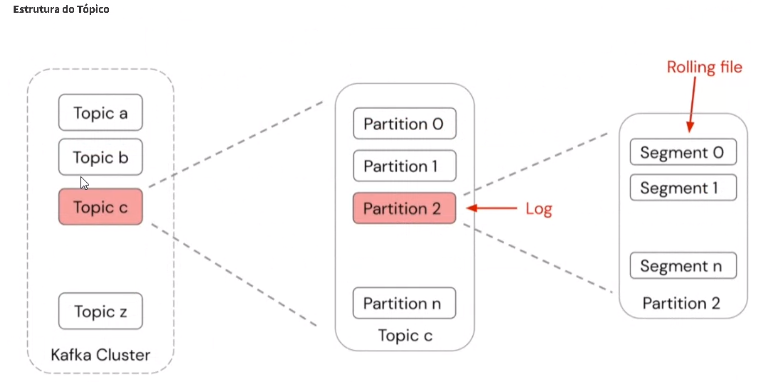 Estrutura do Tópico
Topic a
Topic b
Topic c
Topic z
Kafka Cluster
Partition 0
Partition 1
Partition 2
Log
Partition n
Topic c
Rolling file
Segment 0
Segment 1
Segment n
Partition 2